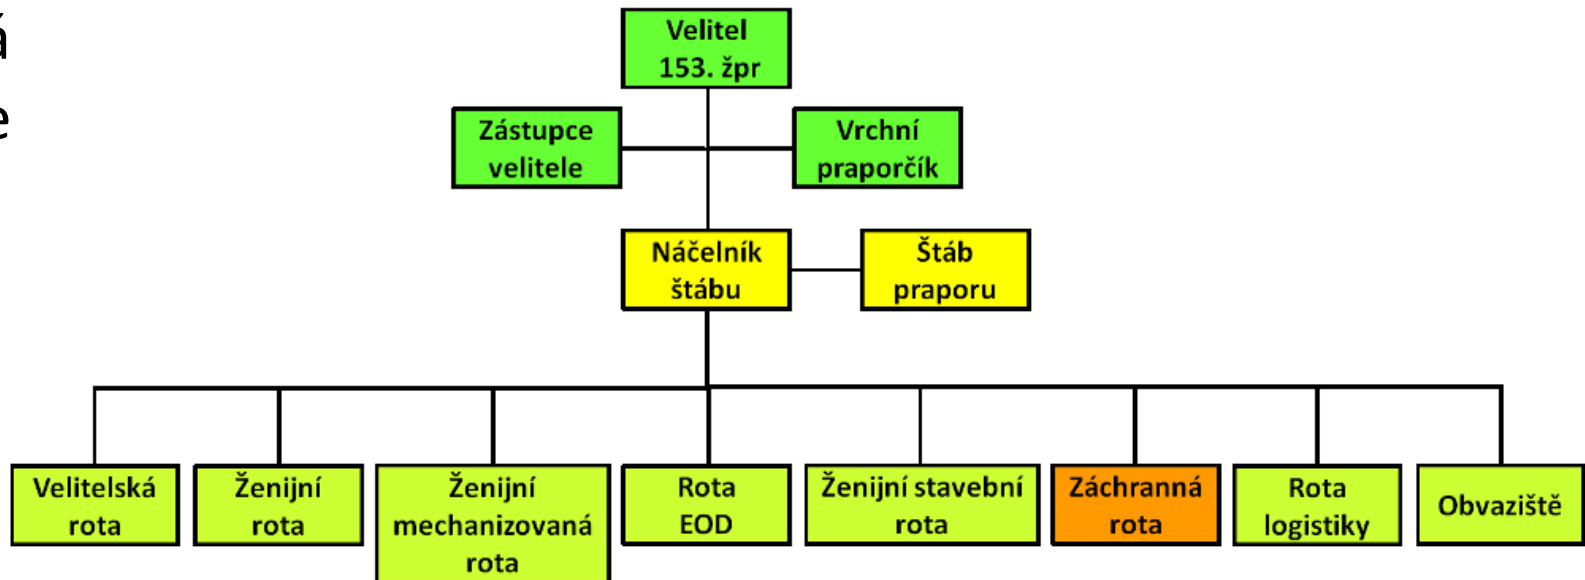 á
e
Velitel
153. žpr
Zástupce
velitele
Vrchní
praporčík
Náčelník
štábu
Štáb
praporu
Velitelská
rota
Ženijní
rota
Ženijní
mechanizovaná
rota
Rota
EOD
Ženijní stavební
rota
Záchranná
rota
Rota
logistiky
Obvaziště